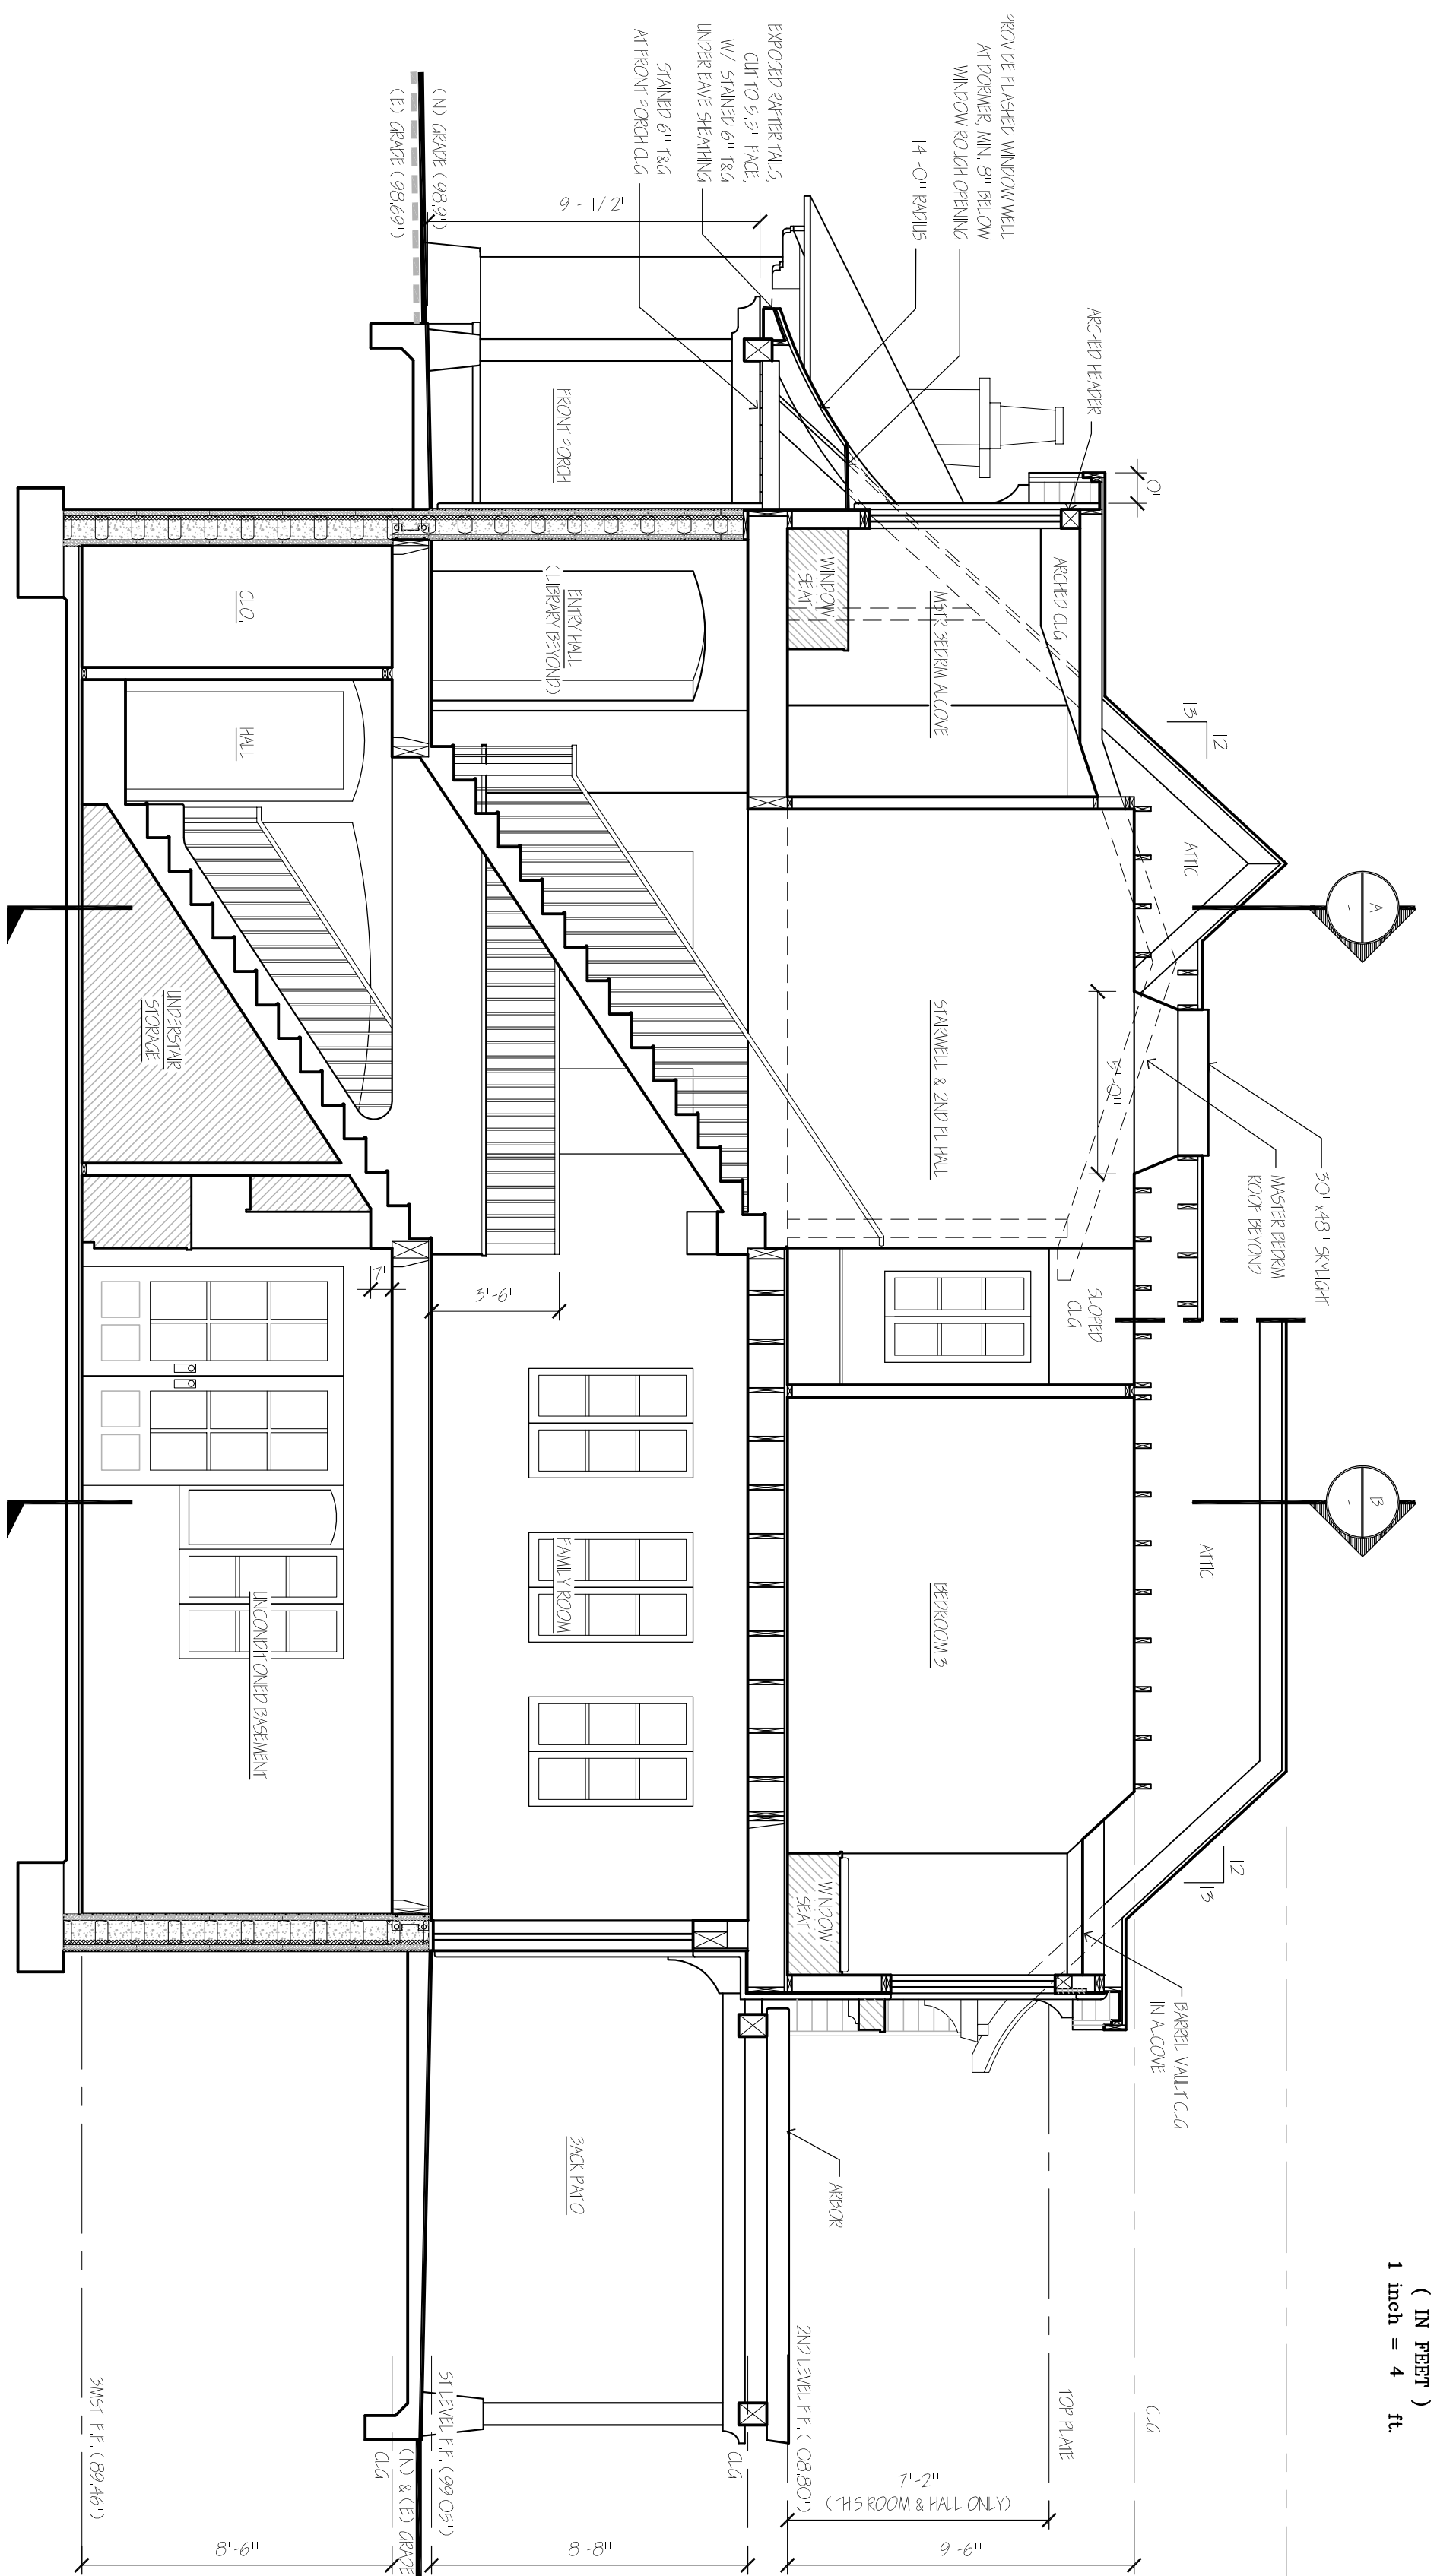 PROVIDE FLASHED WINDOW WELL
AT DORMER, MIN. 8" BELOW
WINDOW ROUGH OPENING
14'-0" RADIUS
EXPOSED RAFTER TAILS,
CUT TO 5.5" FACE,
W/ STAINED 6" T&G
UNDER EAVE SHEATHING
STAINED 6" T&G
AT FRONT PORCH CLG
(N) GRADE (98.9')
(E) GRADE (98.69')
9'-1 1/2"
ARCHED HEADER
10"
FRONT PORCH
ARCHED CLG
MSTR BEDRM ALCOVE
WINDOW
SEAT
ENTRY HALL
(LIBRARY BEYOND)
CLO.
HALL
12
13
ATTIC
A
-
STAIRWELL & 2ND FL HALL
5'-0"
UNDERSTAIR
STORAGE
30"x48" SKYLIGHT
MASTER BEDRM
ROOF BEYOND
SLOPED
CLG
3'-6"
7"
B
-
ATTIC
BEDROOM 3
FAMILY ROOM
UNCONDITIONED BASEMENT
12
13
WINDOW
SEAT
BARREL VAULT CLG
IN ALCOVE
ARBOR
BACK PATIO
( IN FEET )
1 inch = 4 ft.
CLG
TOP PLATE
2ND LEVEL F.F. (108.80')
CLG
1ST LEVEL F.F. (99.05')
(N) & (E) GRADE
CLG
BMST F.F. (89.46')
7'-2"
(THIS ROOM & HALL ONLY)
9'-6"
8'-8"
8'-6"